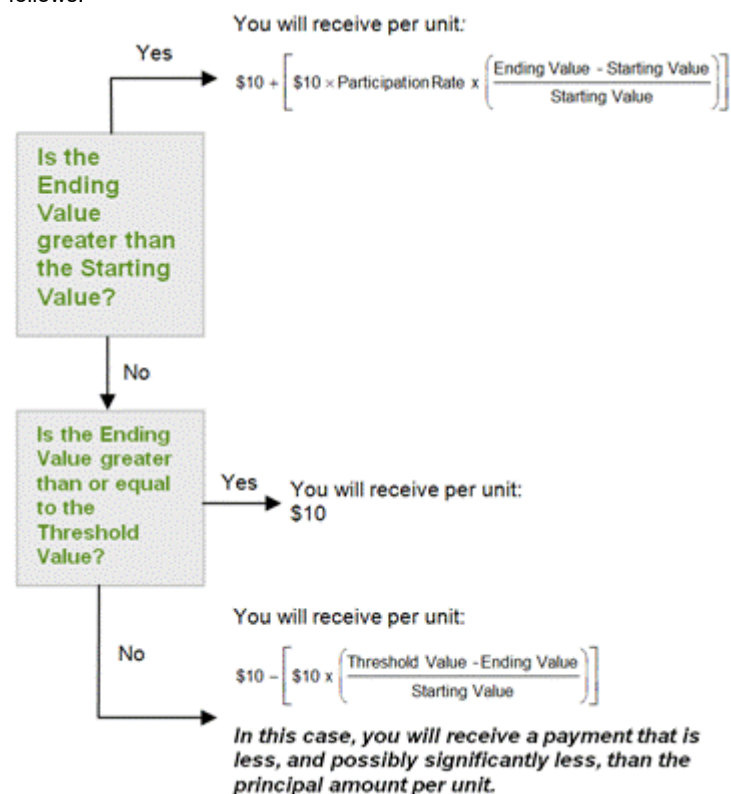 You will receive per unit:
Yes
$10 + [ $10 × Participation Rate x ( Ending Value - Starting Value / Starting Value ) ]
Is the
Ending
Value
greater than
the Starting
Value?
No
Is the Ending
Value greater
than or equal
to the
Threshold
Value?
Yes
You will receive per unit:
$10
You will receive per unit:
No
$10 – [ $10 x ( Threshold Value - Ending Value / Starting Value ) ]
In this case, you will receive a payment that is
less, and possibly significantly less, than the
principal amount per unit.